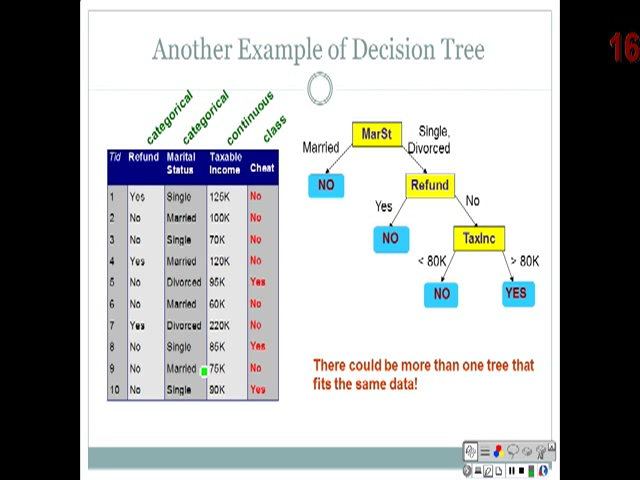 Another Example of Decision Tree
16
categorical
categorical
continuous
class
Tid Refund Marital Status Taxable Income Cheat
1 Yes Single 125K No
2 No Married 100K No
3 No Single 70K No
4 Yes Married 120K No
5 No Divorced 95K Yes
6 No Married 60K No
7 Yes Divorced 220K No
8 No Single 85K Yes
9 No Married 75K No
10 No Single 90K Yes
MarSt
Married
Single,
Divorced
NO
Refund
Yes
No
NO
TaxInc
< 80K
> 80K
NO
YES
There could be more than one tree that
fits the same data!